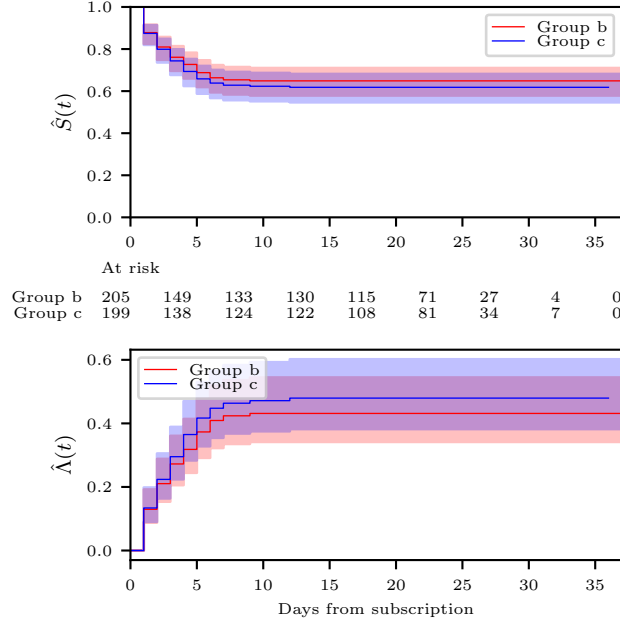 1.0
0.8
0.6
0.4
0.2
0.0
Ŝ(t)
Group b
Group c
0 5 10 15 20 25 30 35
At risk
Group b 205 149 133 130 115 71 27 4 0
Group c 199 138 124 122 108 81 34 7 0
0.6
0.4
0.2
0.0
Λ̂(t)
Group b
Group c
0 5 10 15 20 25 30 35
Days from subscription